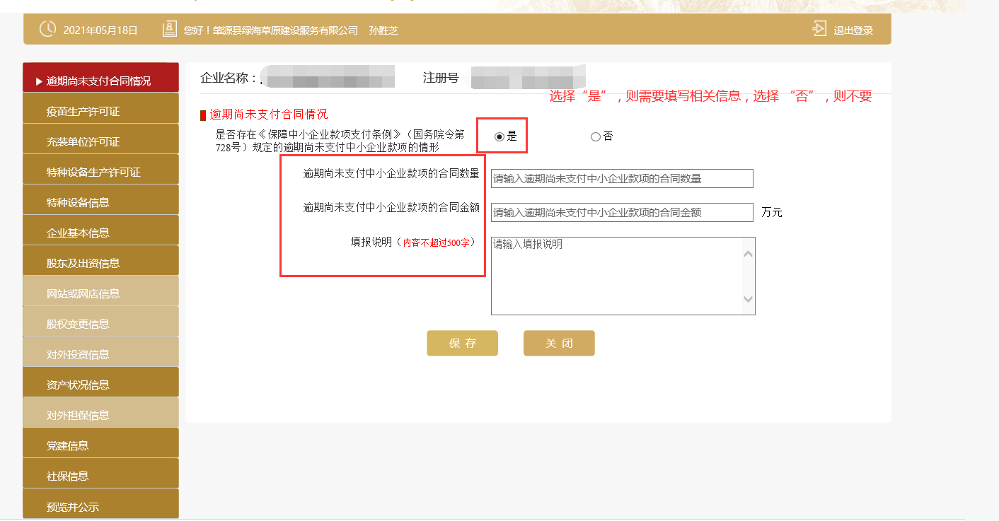 2021年05月18日 您好！肇源县绿海草原建设服务有限公司 孙胜芝 退出登录
逾期尚未支付合同情况
疫苗生产许可证
充装单位许可证
特种设备生产许可证
特种设备信息
企业基本信息
股东及出资信息
网站或网店信息
股权变更信息
对外投资信息
资产状况信息
对外担保信息
党建信息
社保信息
预览并公示
企业名称： 注册号
选择“是”，则需要填写相关信息，选择 “否”，则不要
逾期尚未支付合同情况
是否存在《保障中小企业款项支付条例》（国务院令第
728号）规定的逾期尚未支付中小企业款项的情形
是 否
逾期尚未支付中小企业款项的合同数量 请输入逾期尚未支付中小企业款项的合同数量
逾期尚未支付中小企业款项的合同金额 请输入逾期尚未支付中小企业款项的合同金额 万元
填报说明（内容不超过500字） 请输入填报说明
保 存 关 闭